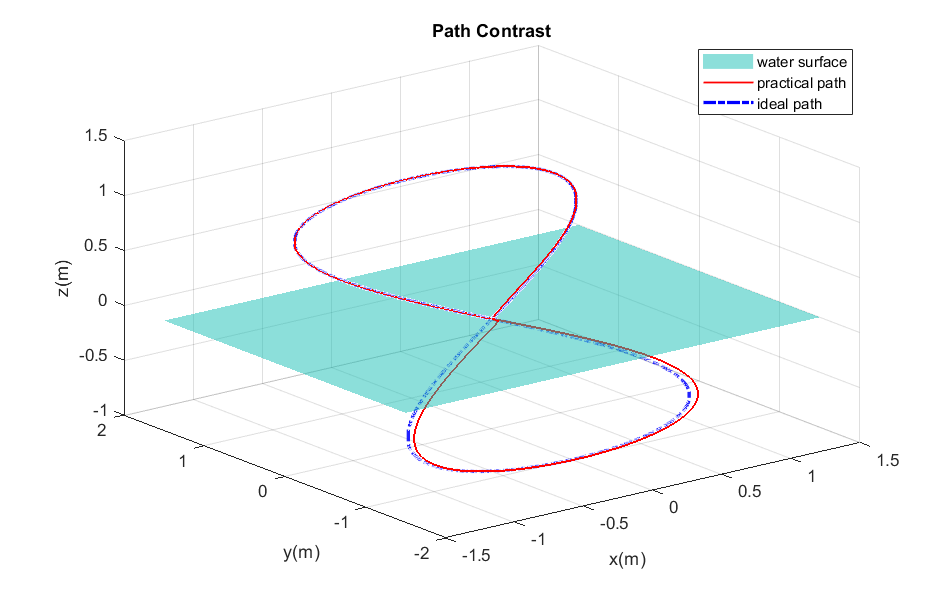 Path Contrast
water surface
practical path
ideal path
1.5
1
0.5
0
-0.5
-1
z(m)
2
1
0
-1
-2
y(m)
-1.5
-1
-0.5
0
0.5
1
1.5
x(m)